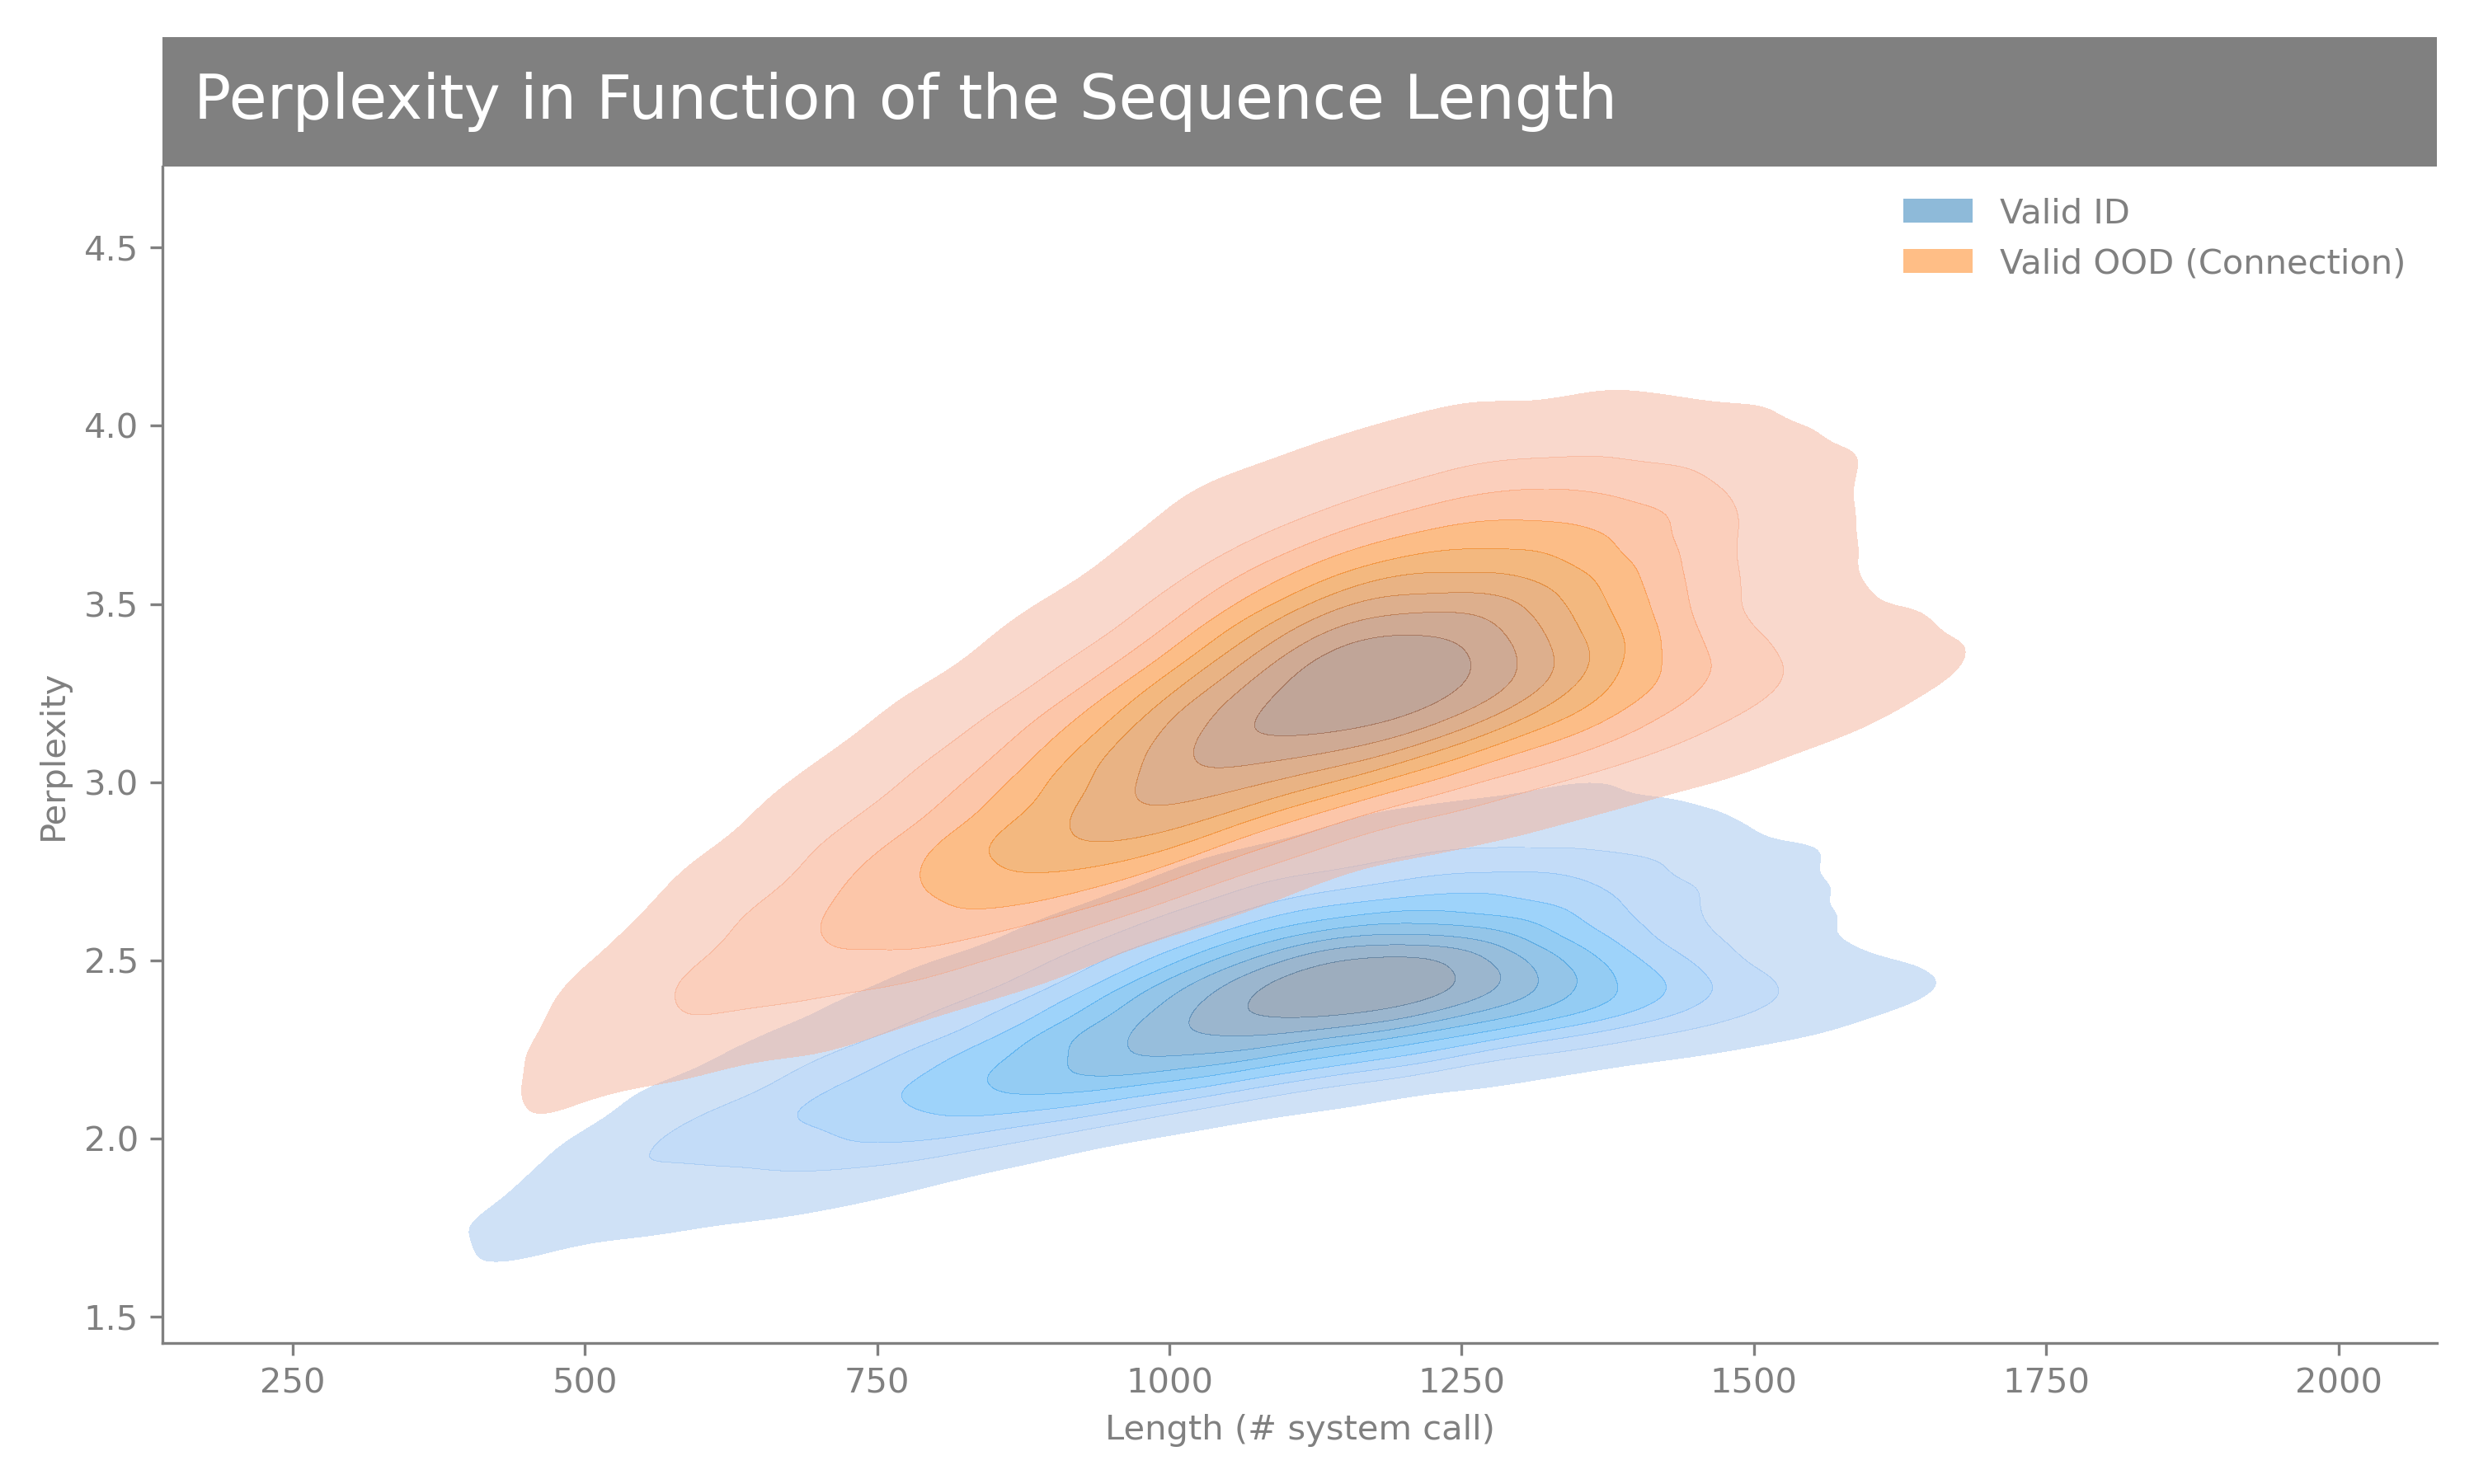 Perplexity in Function of the Sequence Length
Valid ID
Valid OOD (Connection)
4.5
4.0
3.5
3.0
2.5
2.0
1.5
Perplexity
250 500 750 1000 1250 1500 1750 2000
Length (# system call)